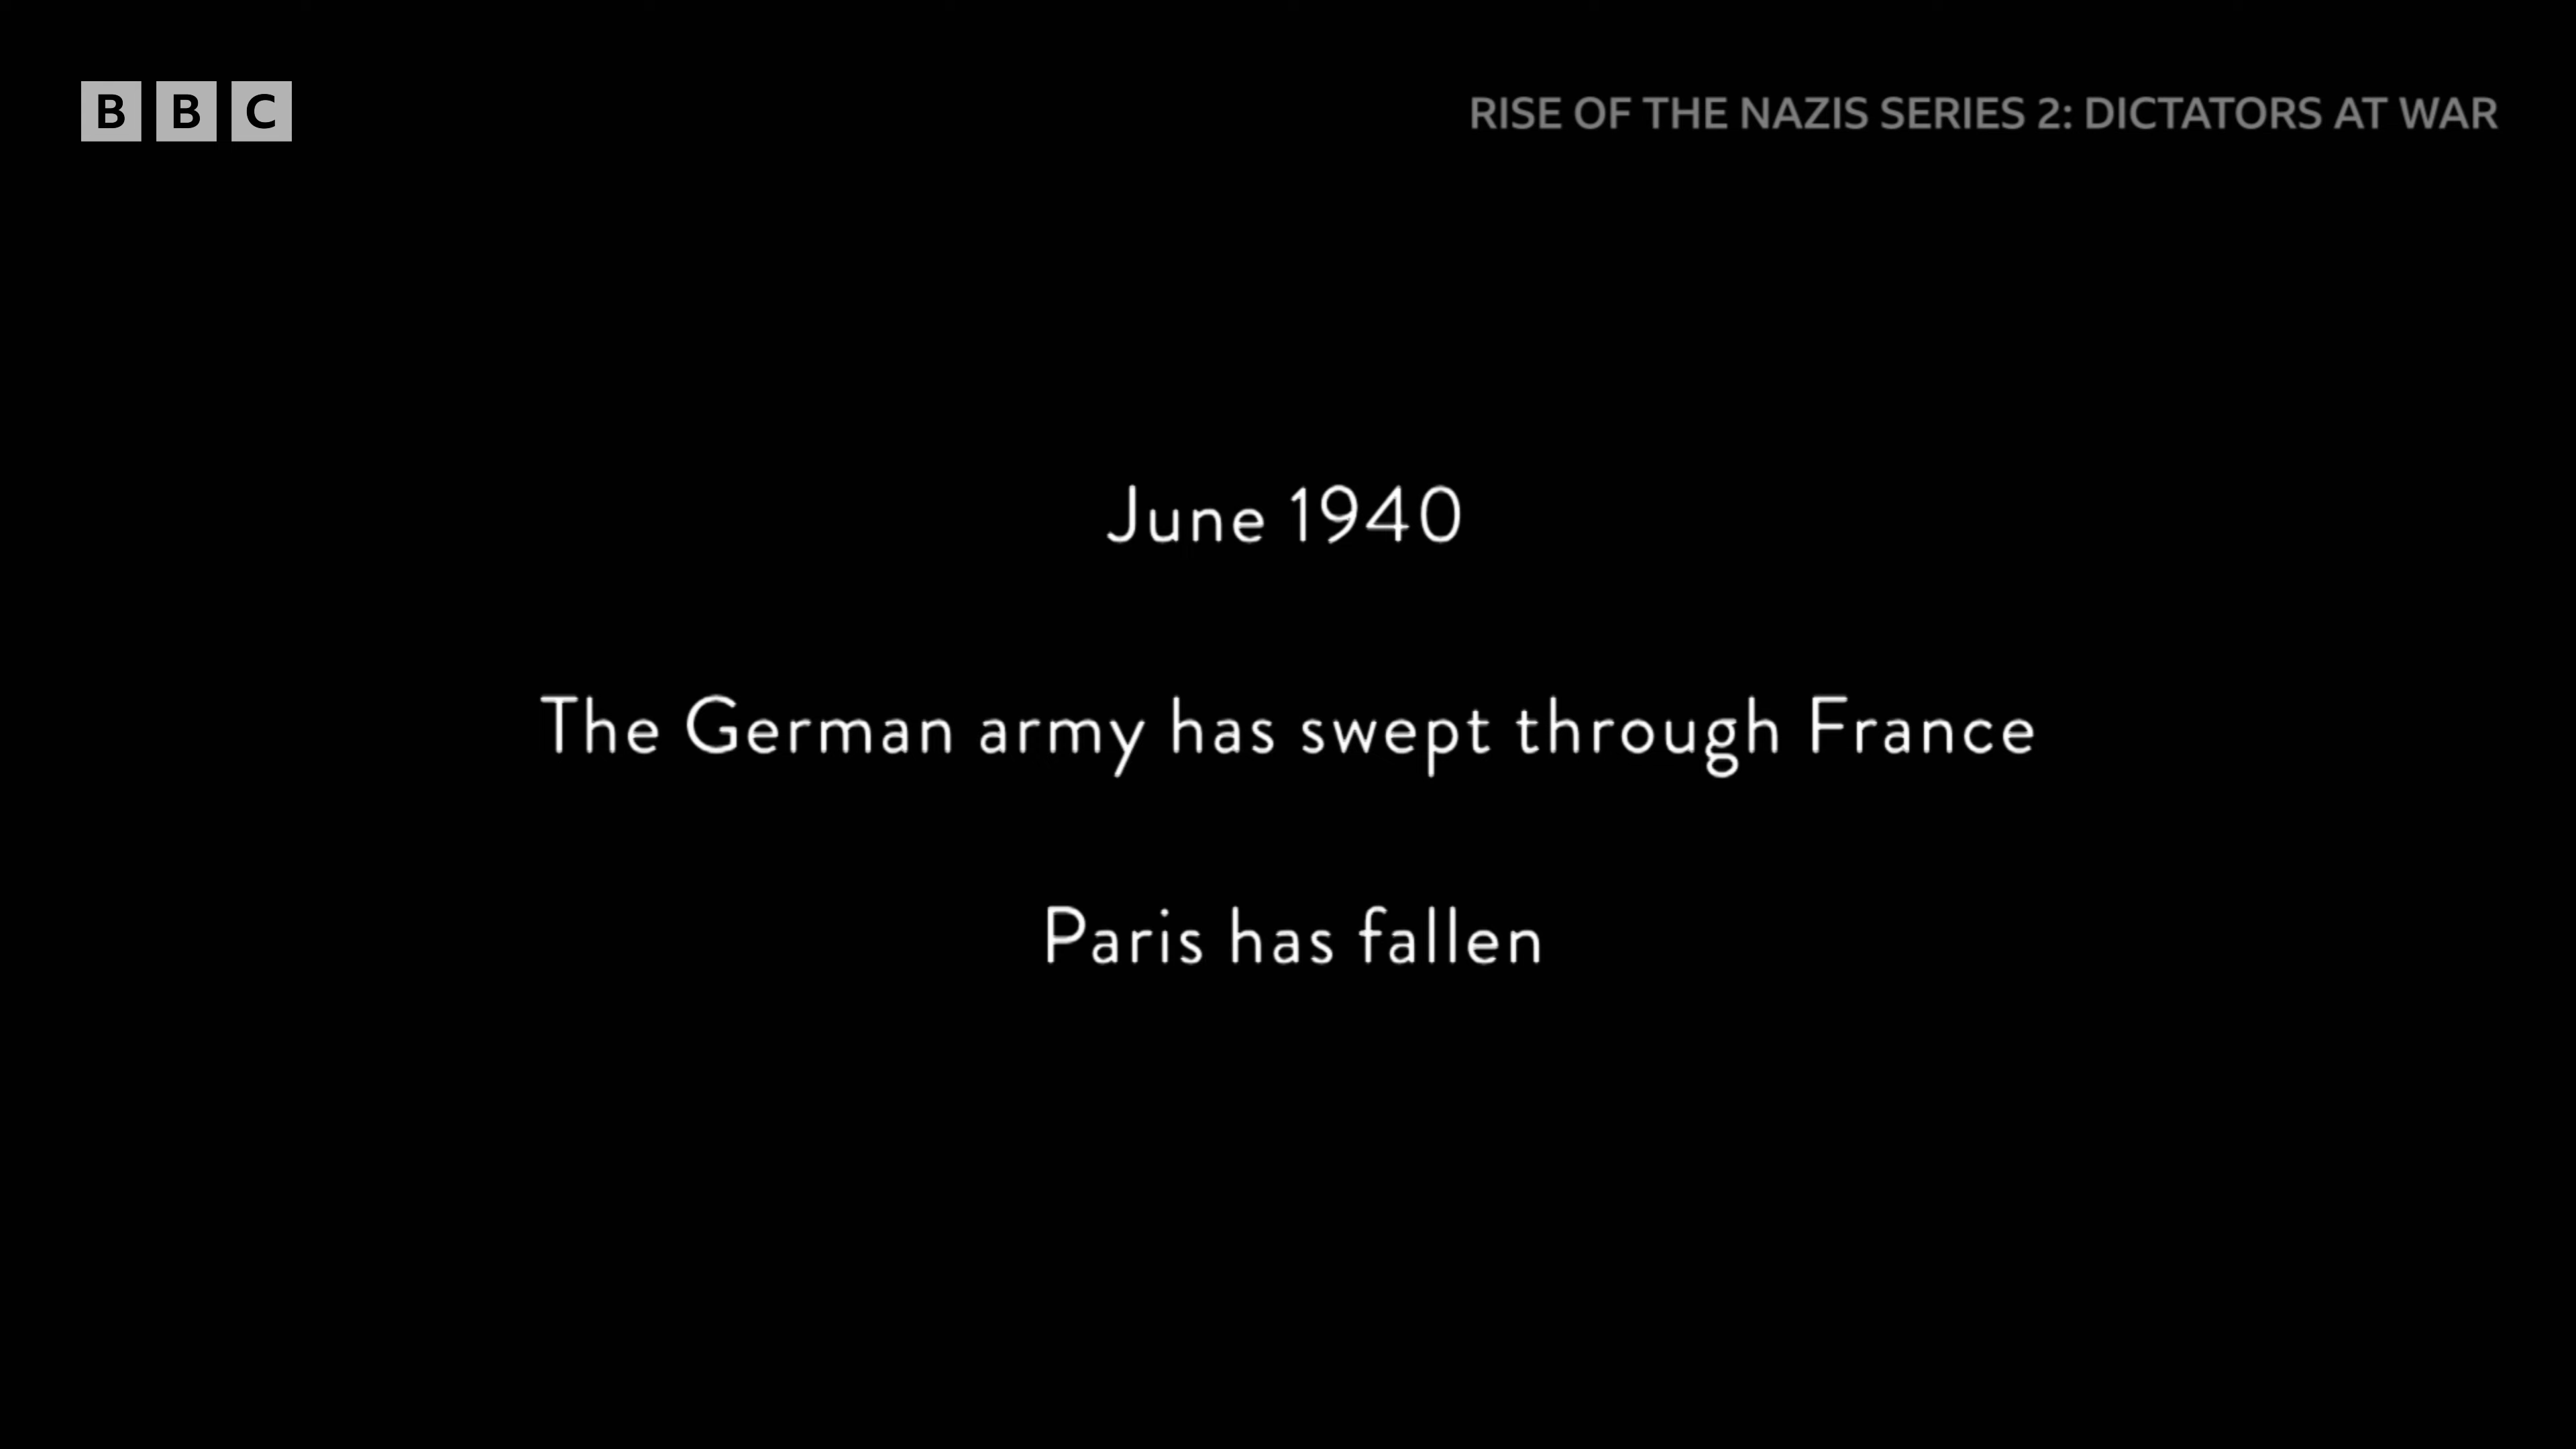 BBC
RISE OF THE NAZIS SERIES 2: DICTATORS AT WAR
June 1940
The German army has swept through France
Paris has fallen